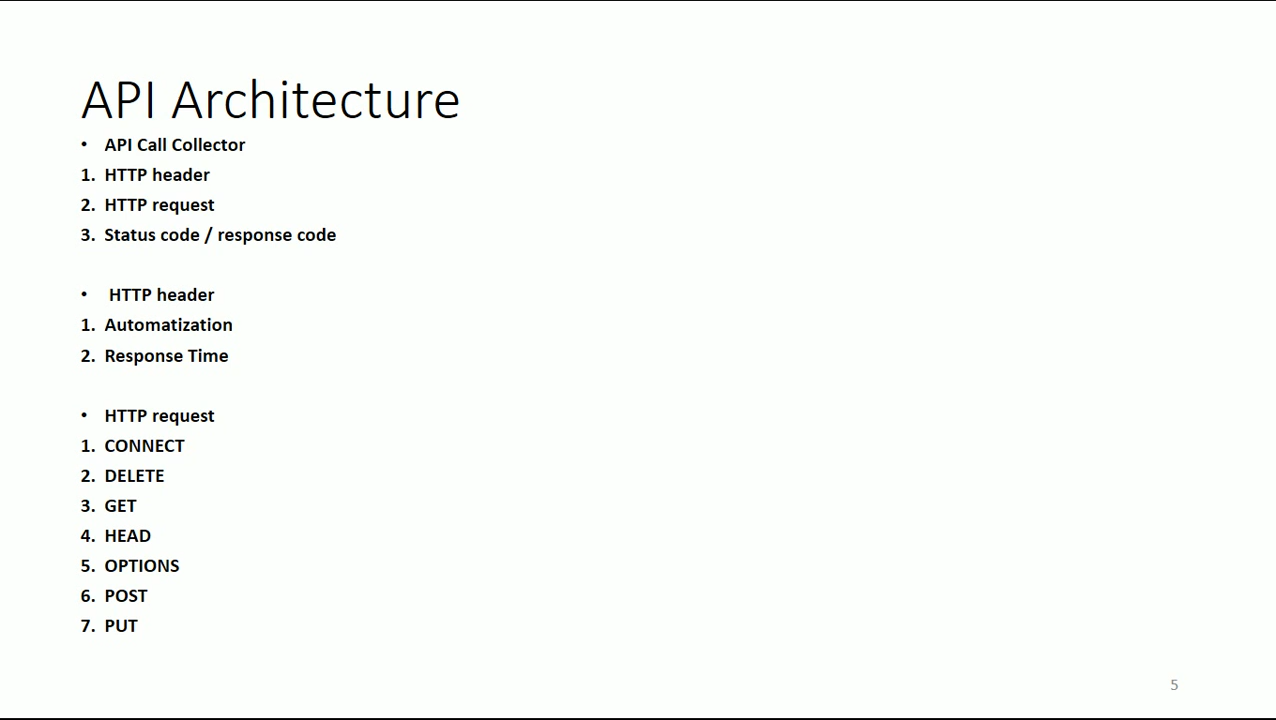 API Architecture
• API Call Collector
1. HTTP header
2. HTTP request
3. Status code / response code
• HTTP header
1. Automatization
2. Response Time
• HTTP request
1. CONNECT
2. DELETE
3. GET
4. HEAD
5. OPTIONS
6. POST
7. PUT
5